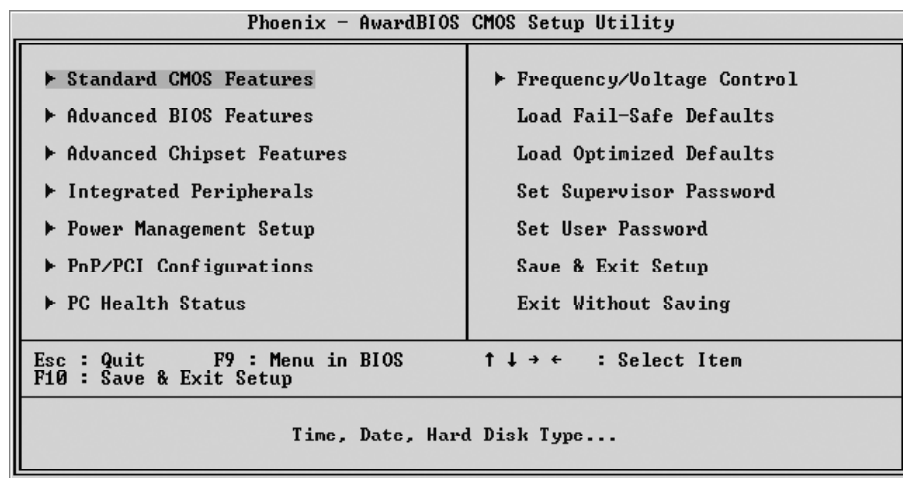 Phoenix - AwardBIOS CMOS Setup Utility
▶ Standard CMOS Features
▶ Advanced BIOS Features
▶ Advanced Chipset Features
▶ Integrated Peripherals
▶ Power Management Setup
▶ PnP/PCI Configurations
▶ PC Health Status
▶ Frequency/Voltage Control
Load Fail-Safe Defaults
Load Optimized Defaults
Set Supervisor Password
Set User Password
Save & Exit Setup
Exit Without Saving
Esc : Quit F9 : Menu in BIOS ↑ ↓ → ← : Select Item
F10 : Save & Exit Setup
Time, Date, Hard Disk Type...